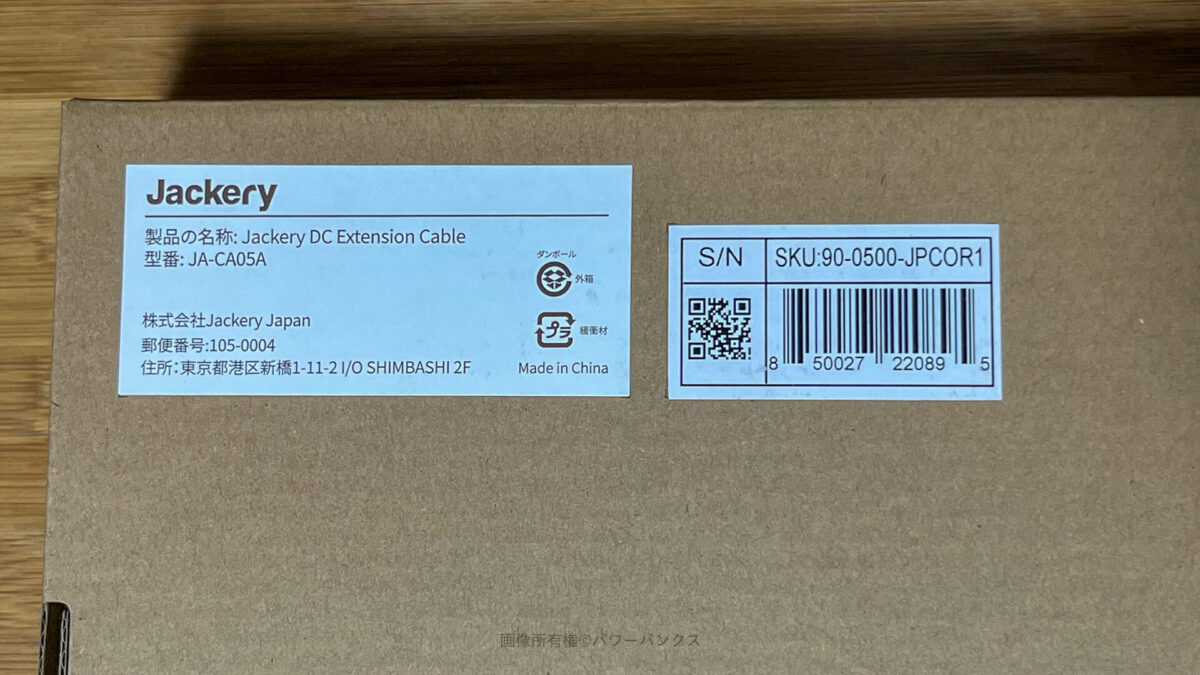 Jackery
製品の名称: Jackery DC Extension Cable
型番: JA-CA05A
ダンボール
外箱
プラ
緩衝材
株式会社Jackery Japan
郵便番号:105-0004
住所:東京都港区新橋1-11-2 I/O SHIMBASHI 2F
Made in China
S/N
SKU:90-0500-JPCOR1
8 50027 22089 5
画像所有権©パワーバンクス